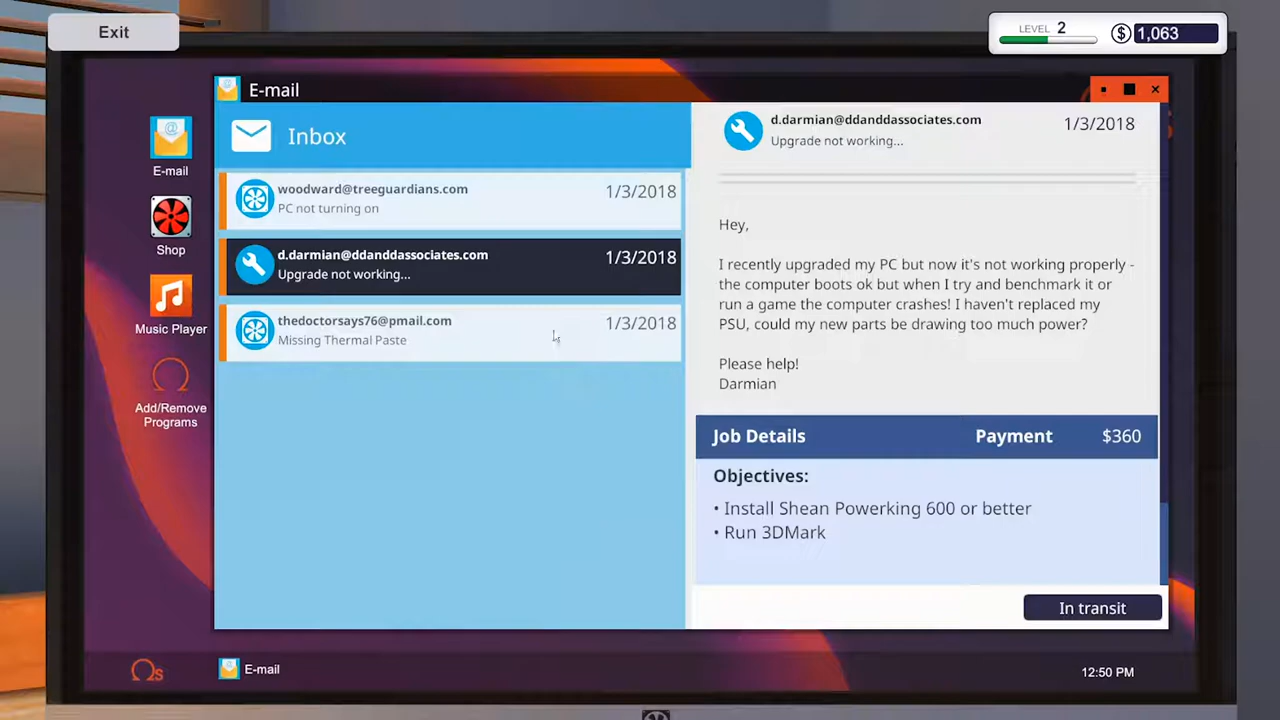 Exit
LEVEL 2
$ 1,063
E-mail
Inbox
woodward@treeguardians.com 1/3/2018
PC not turning on
d.darmian@ddanddassociates.com 1/3/2018
Upgrade not working...
thedoctorsays76@pmail.com 1/3/2018
Missing Thermal Paste
E-mail
Shop
Music Player
Add/Remove
Programs
d.darmian@ddanddassociates.com 1/3/2018
Upgrade not working...
Hey,
I recently upgraded my PC but now it's not working properly -
the computer boots ok but when I try and benchmark it or
run a game the computer crashes! I haven't replaced my
PSU, could my new parts be drawing too much power?
Please help!
Darmian
Job Details Payment $360
Objectives:
• Install Shean Powerking 600 or better
• Run 3DMark
In transit
Ωs E-mail 12:50 PM